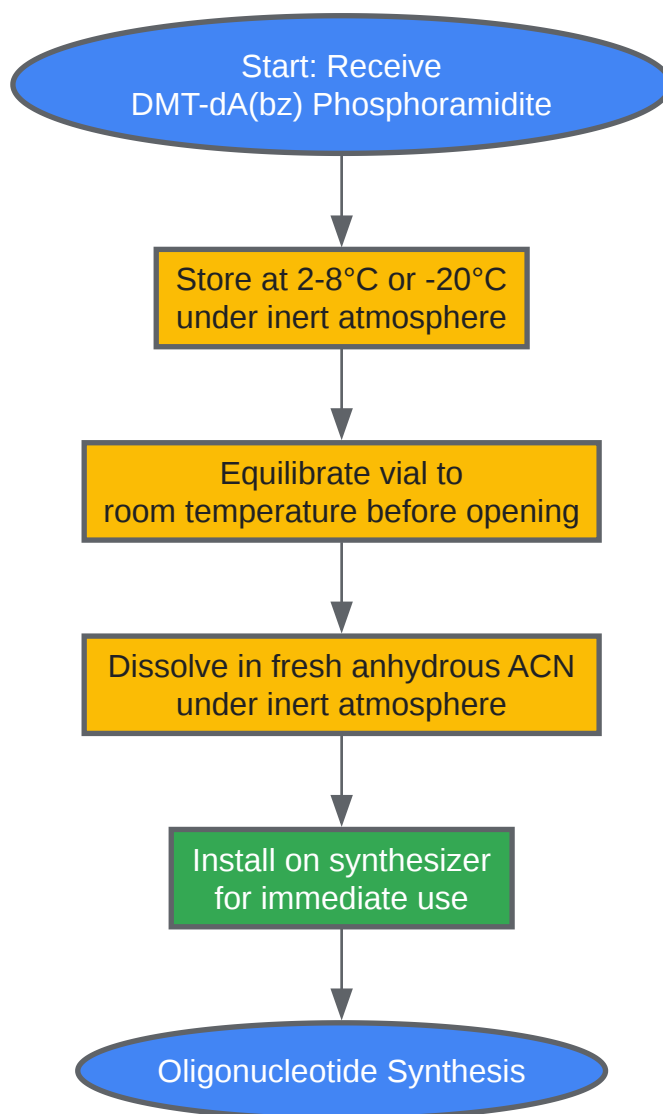 Start: Receive
DMT-dA(bz) Phosphoramidite
Store at 2-8°C or -20°C
under inert atmosphere
Equilibrate vial to
room temperature before opening
Dissolve in fresh anhydrous ACN
under inert atmosphere
Install on synthesizer
for immediate use
Oligonucleotide Synthesis